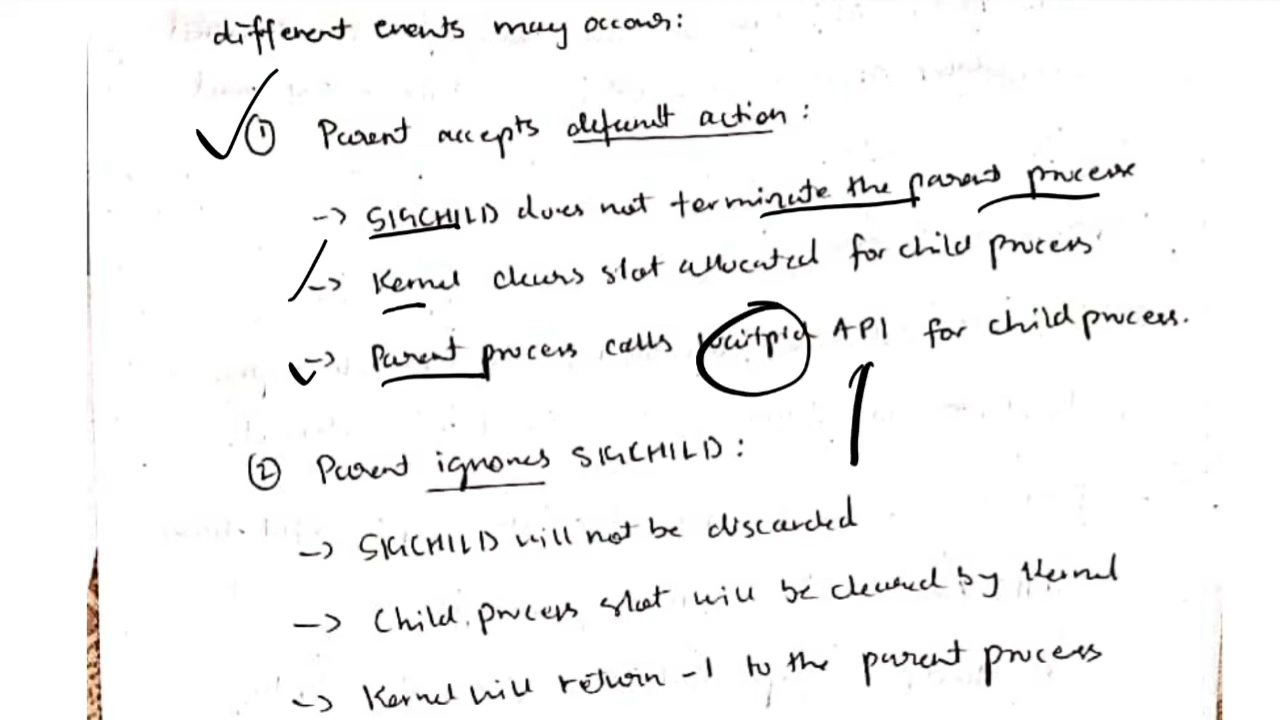 different events may occurs:
① Parent accepts default action :
-> SIGCHILD does not terminate the parent process
-> Kernel clears slot allocated for child process
-> Parent process calls waitpid API for child process.
② Parent ignores SIGCHILD :
-> SIGCHILD will not be discarded
-> Child process slot will be cleared by Kernel
-> Kernel will return -1 to the parent process